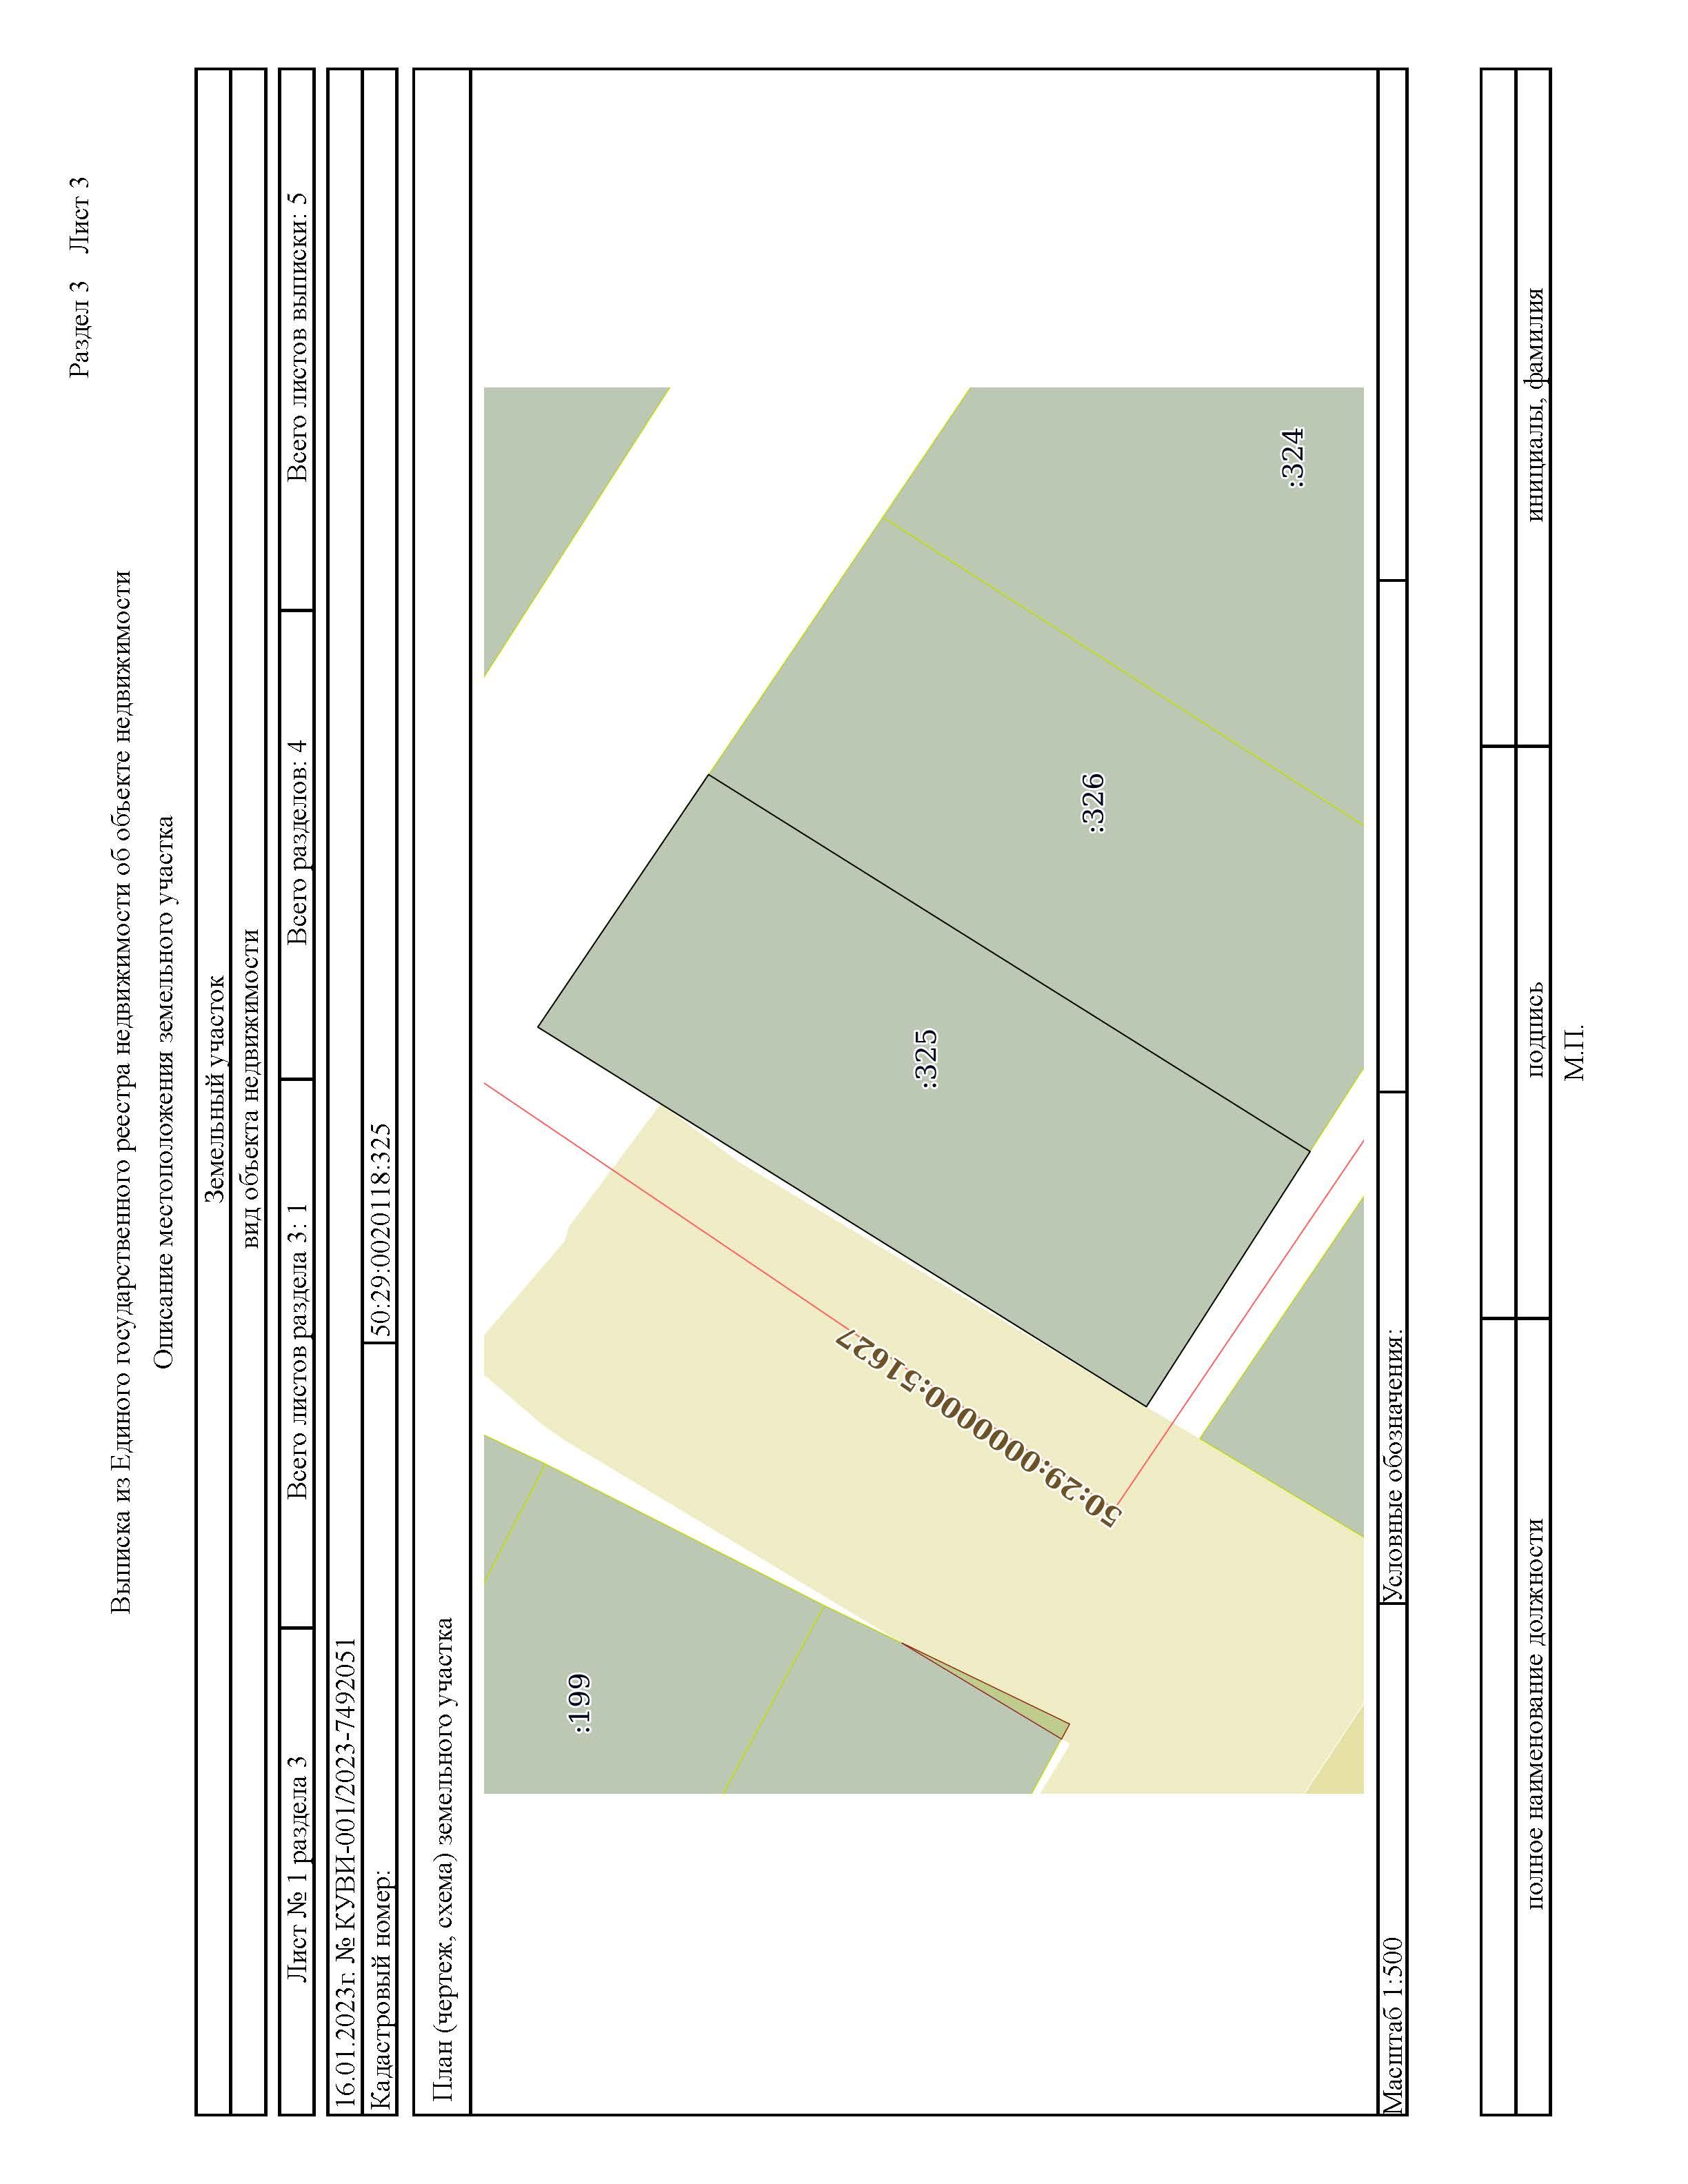 Раздел 3 Лист 3
Выписка из Единого государственного реестра недвижимости об объекте недвижимости
Описание местоположения земельного участка
Земельный участок
вид объекта недвижимости
Лист № 1 раздела 3 Всего листов раздела 3: 1 Всего разделов: 4 Всего листов выписки: 5
16.01.2023г. № КУВИ-001/2023-7492051
Кадастровый номер: 50:29:0020118:325
План (чертеж, схема) земельного участка
:199
:325
50:29:0000000:51627
:326
:324
Масштаб 1:500 Условные обозначения:
полное наименование должности подпись инициалы, фамилия
М.П.